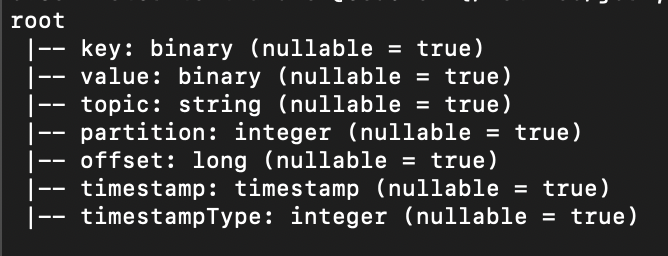 root
 |-- key: binary (nullable = true)
 |-- value: binary (nullable = true)
 |-- topic: string (nullable = true)
 |-- partition: integer (nullable = true)
 |-- offset: long (nullable = true)
 |-- timestamp: timestamp (nullable = true)
 |-- timestampType: integer (nullable = true)